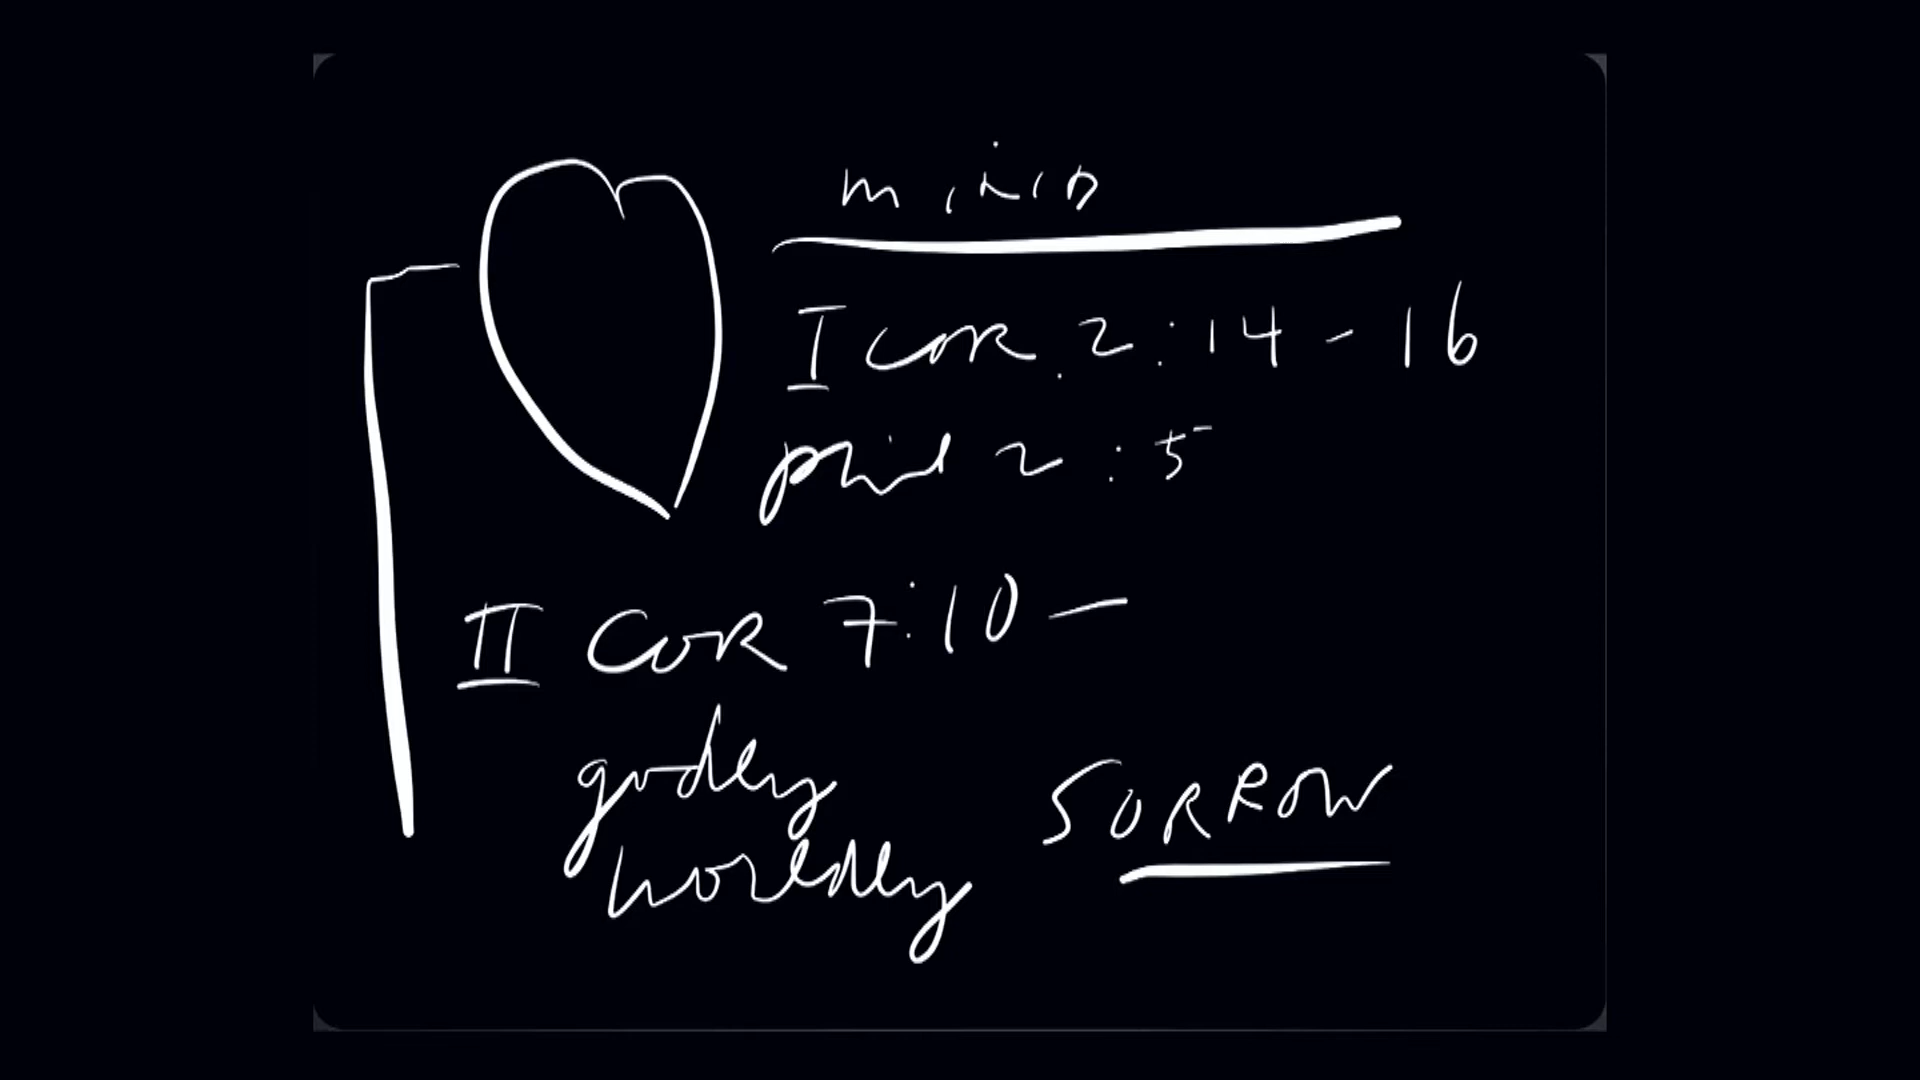 MIND
I COR. 2:14-16
phil 2:5
II COR 7:10 -
godly
worldly SORROW